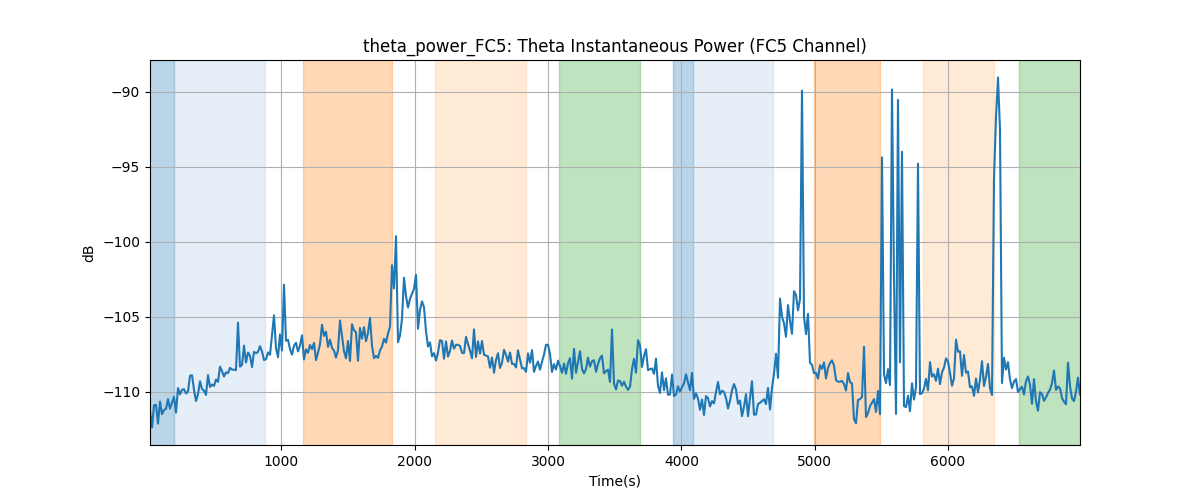 theta_power_FC5: Theta Instantaneous Power (FC5 Channel)
−90
−95
−100
−105
−110
dB
1000 2000 3000 4000 5000 6000
Time(s)